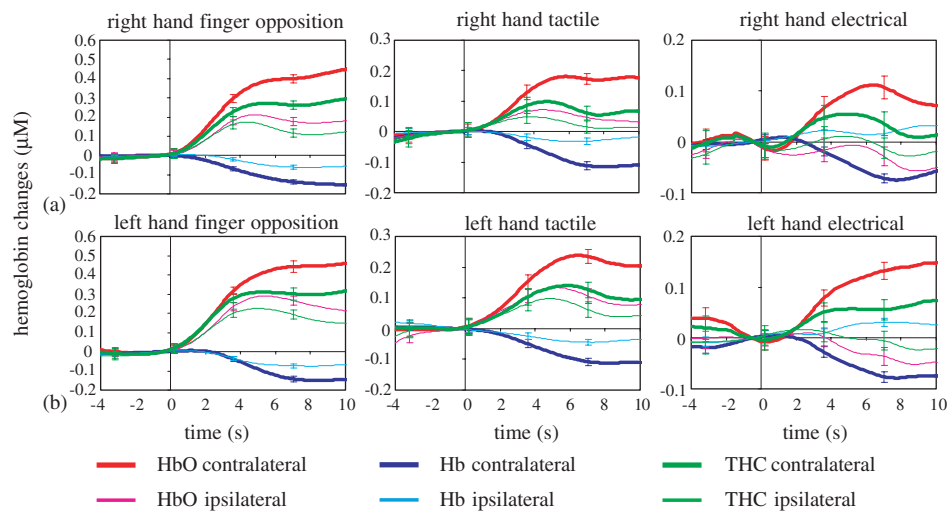 right hand finger opposition
right hand tactile
right hand electrical
0.6
0.5
0.4
0.3
0.2
0.1
0
-0.1
-0.2
0.3
0.2
0.1
0
-0.1
-0.2
0.2
0.1
0
-0.1
(a)
hemoglobin changes (μM)
left hand finger opposition
left hand tactile
left hand electrical
0.6
0.5
0.4
0.3
0.2
0.1
0
-0.1
-0.2
0.3
0.2
0.1
0
-0.1
-0.2
0.2
0.1
0
-0.1
(b)
-4 -2 0 2 4 6 8 10
-4 -2 0 2 4 6 8 10
-4 -2 0 2 4 6 8 10
time (s)
time (s)
time (s)
HbO contralateral
Hb contralateral
THC contralateral
HbO ipsilateral
Hb ipsilateral
THC ipsilateral